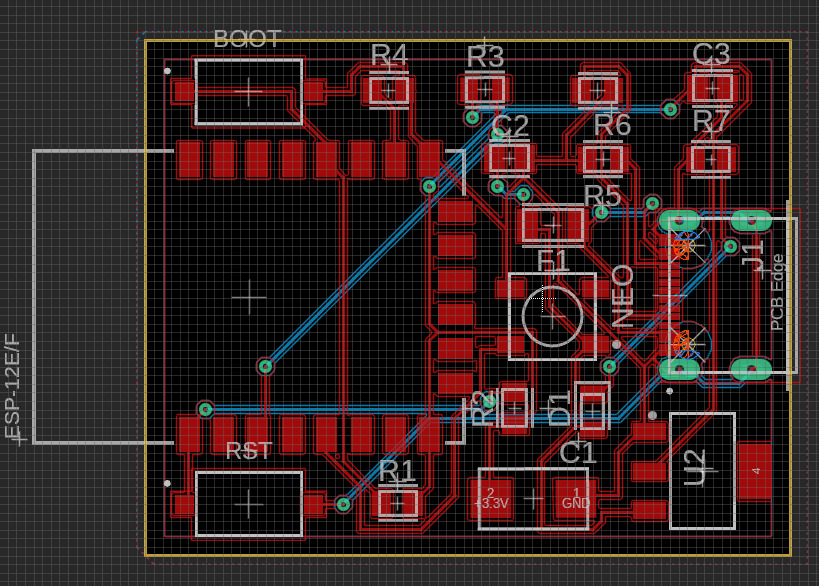 BOOT
R4
R3
C3
C2
R6
R7
R5
F1
J1
PCB Edge
NEO
ESP-12E/F
R2
D1
RST
R1
C1
U2
2
+3.3V
1
GND
4